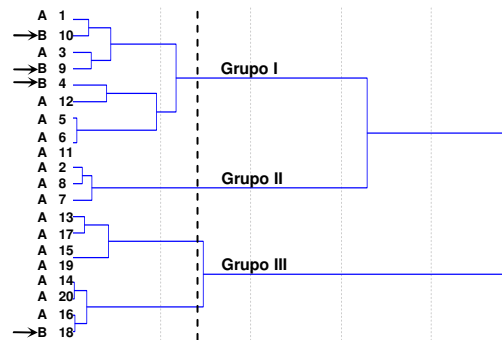 A 1
B 10
A 3
B 9
B 4
A 12
A 5
A 6
A 11
A 2
A 8
A 7
A 13
A 17
A 15
A 19
A 14
A 20
A 16
B 18
Grupo I
Grupo II
Grupo III